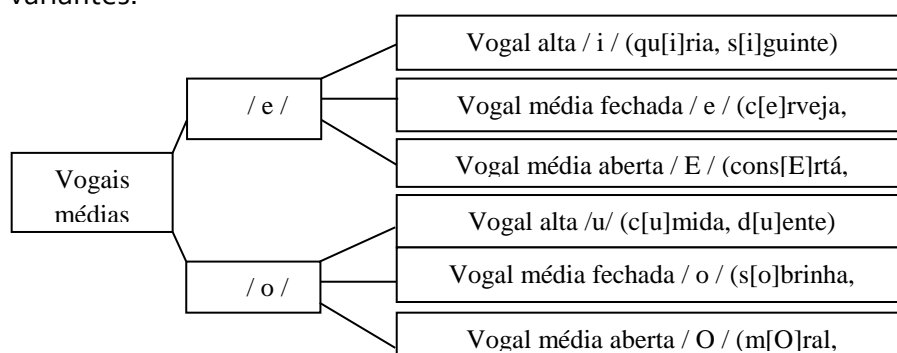 variantes:
Vogal alta / i / (qu[i]ria, s[i]guinte)
/ e /
Vogal média fechada / e / (c[e]rveja,
Vogal média aberta / E / (cons[E]rtá,
Vogais
médias
Vogal alta /u/ (c[u]mida, d[u]ente)
/ o /
Vogal média fechada / o / (s[o]brinha,
Vogal média aberta / O / (m[O]ral,